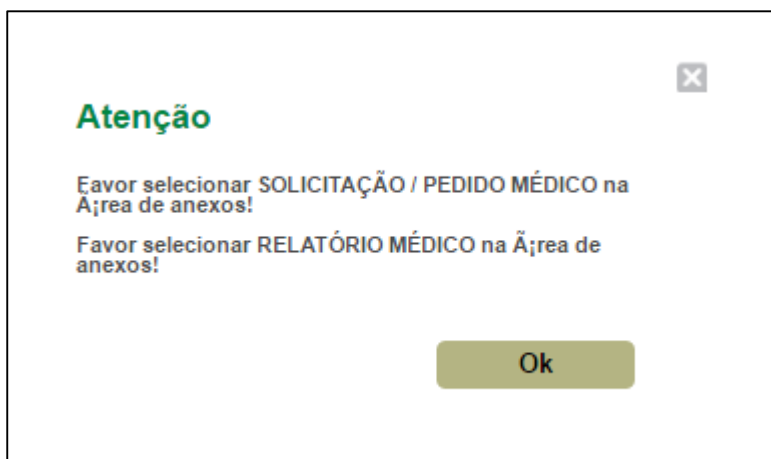 Atenção
Favor selecionar SOLICITAÇÃO / PEDIDO MÉDICO na
Ã¡rea de anexos!
Favor selecionar RELATÓRIO MÉDICO na Ã¡rea de
anexos!
Ok